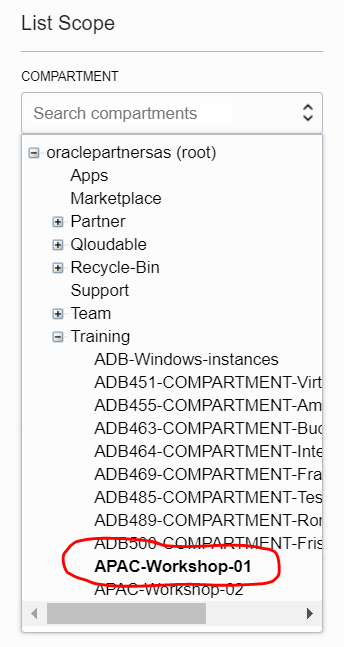 List Scope
COMPARTMENT
Search compartments
oraclepartnersas (root)
Apps
Marketplace
Partner
Qloudable
Recycle-Bin
Support
Team
Training
ADB-Windows-instances
ADB451-COMPARTMENT-Virt
ADB455-COMPARTMENT-Am
ADB463-COMPARTMENT-Buc
ADB464-COMPARTMENT-Inte
ADB469-COMPARTMENT-Fra
ADB485-COMPARTMENT-Tes
ADB489-COMPARTMENT-Ror
ADB500-COMPARTMENT-Fris
APAC-Workshop-01
APAC-Workshop-02